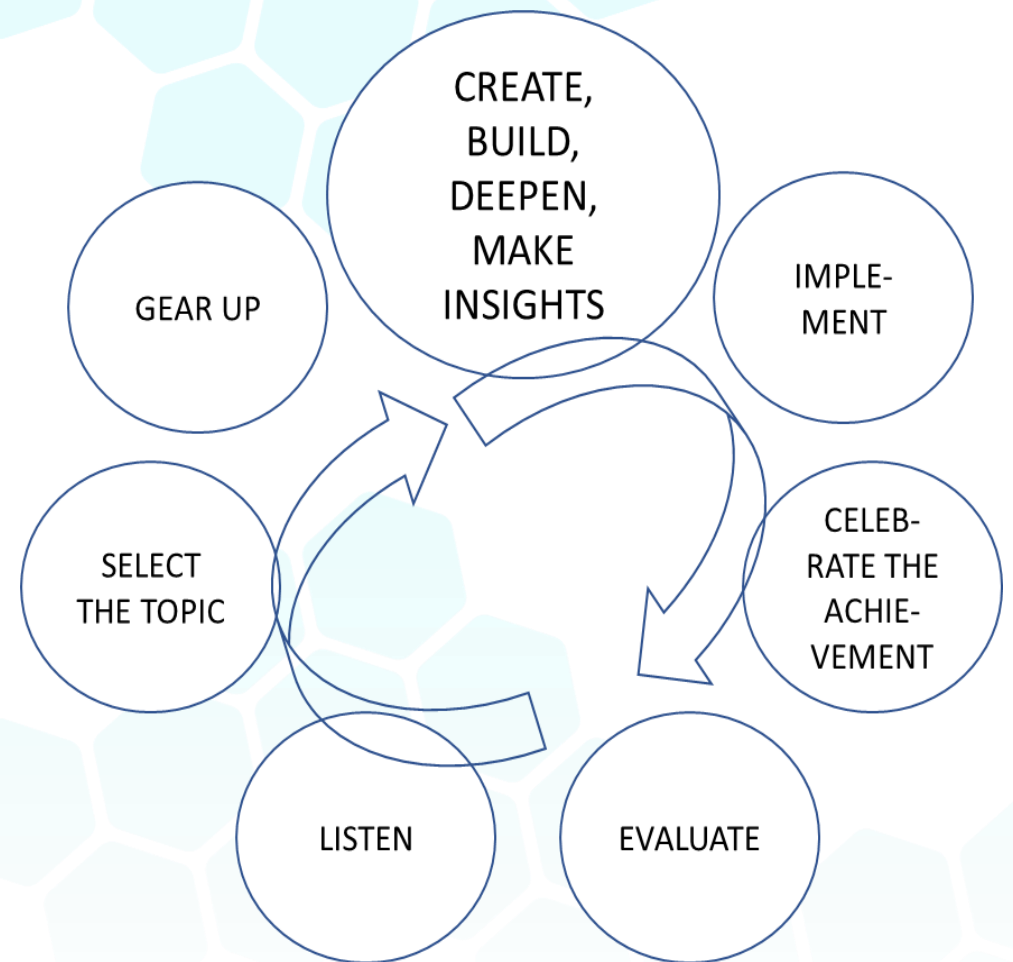 CREATE,
BUILD,
DEEPEN,
MAKE
INSIGHTS
IMPLE-
MENT
CELEB-
RATE THE
ACHIE-
VEMENT
EVALUATE
LISTEN
SELECT
THE TOPIC
GEAR UP